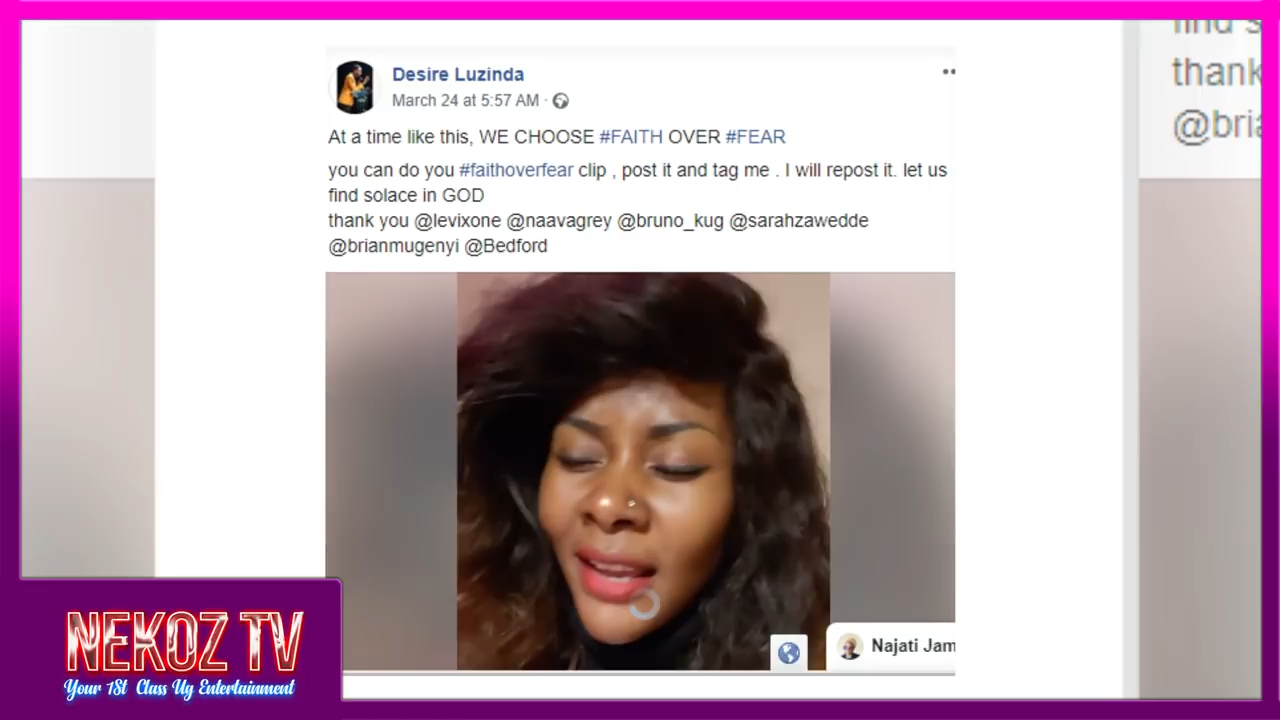 Desire Luzinda
March 24 at 5:57 AM ·
At a time like this, WE CHOOSE #FAITH OVER #FEAR
you can do you #faithoverfear clip , post it and tag me . I will repost it. let us
find solace in GOD
thank you @levixone @naavagrey @bruno_kug @sarahzawedde
@brianmugenyi @Bedford
Najati Jam
thank
@bria
NEKOZ TV
Your 1St Class Ug Entertainment